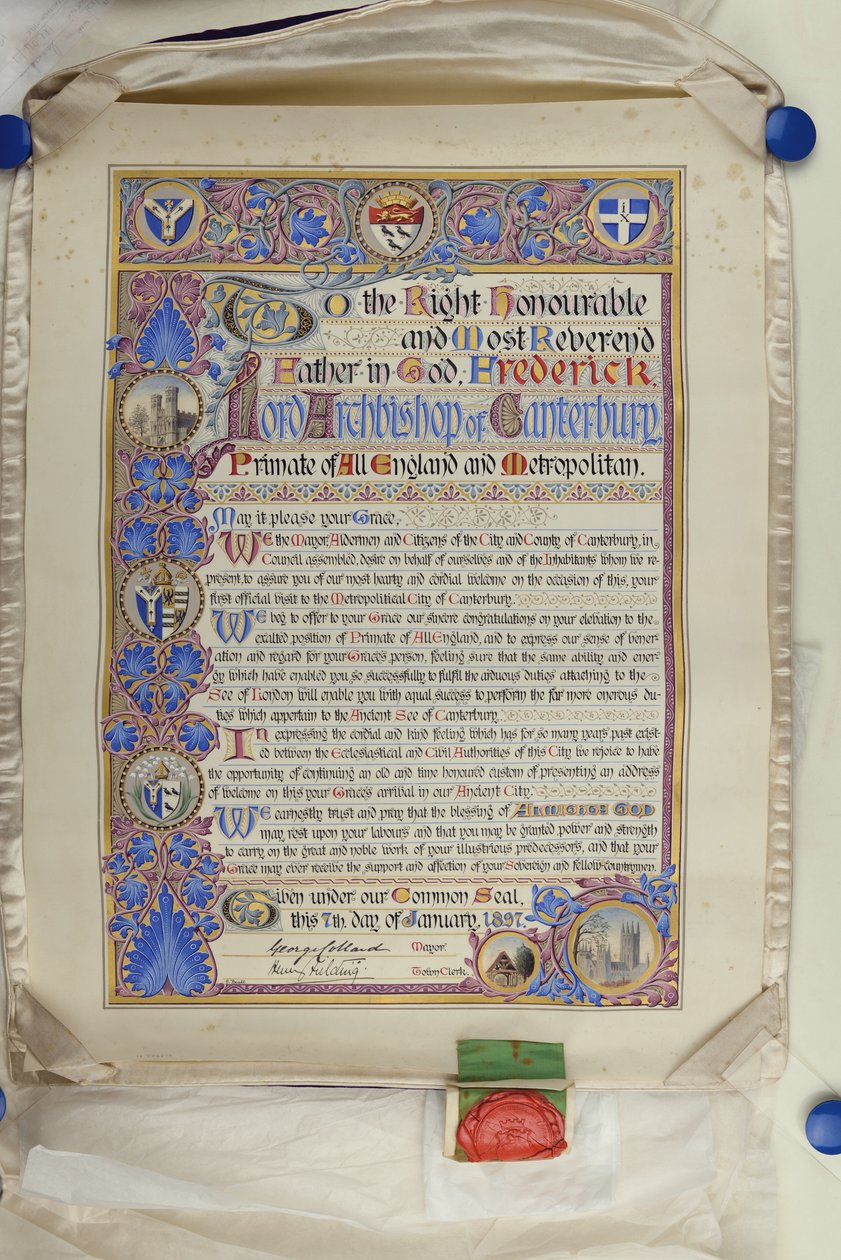 i
X
To the Right Honourable
and Most Reverend
Father in God, Frederick,
Lord Archbishop of Canterbury,
Primate of All England and Metropolitan.
May it please your Grace,
We the Mayor, Aldermen and Citizens of the City and County of Canterbury, in
Council assembled, desire on behalf of ourselves and of the Inhabitants whom we re-
present, to assure you of our most hearty and cordial welcome on the occasion of this, your
first official visit to the Metropolitical City of Canterbury.
We beg to offer to your Grace our sincere congratulations on your elevation to the
exalted position of Primate of All England, and to express our sense of vener-
ation and regard for your Grace's person, feeling sure that the same ability and ener-
gy which have enabled you so successfully to fulfil the arduous duties attaching to the
See of London will enable you with equal success to perform the far more onerous du-
ties which appertain to the Ancient See of Canterbury.
In expressing the cordial and kind feeling which has for so many years past exist-
ed between the Ecclesiastical and Civil Authorities of this City we rejoice to have
the opportunity of continuing an old and time honoured custom of presenting an address
of welcome on this your Grace's arrival in our Ancient City.
We earnestly trust and pray that the blessing of Almighty God
may rest upon your labours and that you may be granted power and strength
to carry on the great and noble work of your illustrious predecessors, and that your
Grace may ever receive the support and affection of your Sovereign and fellow-countrymen.
Given under our Common Seal,
this 7th. day of January, 1897.
George Collard Mayor.
Henry Fielding. Town Clerk.